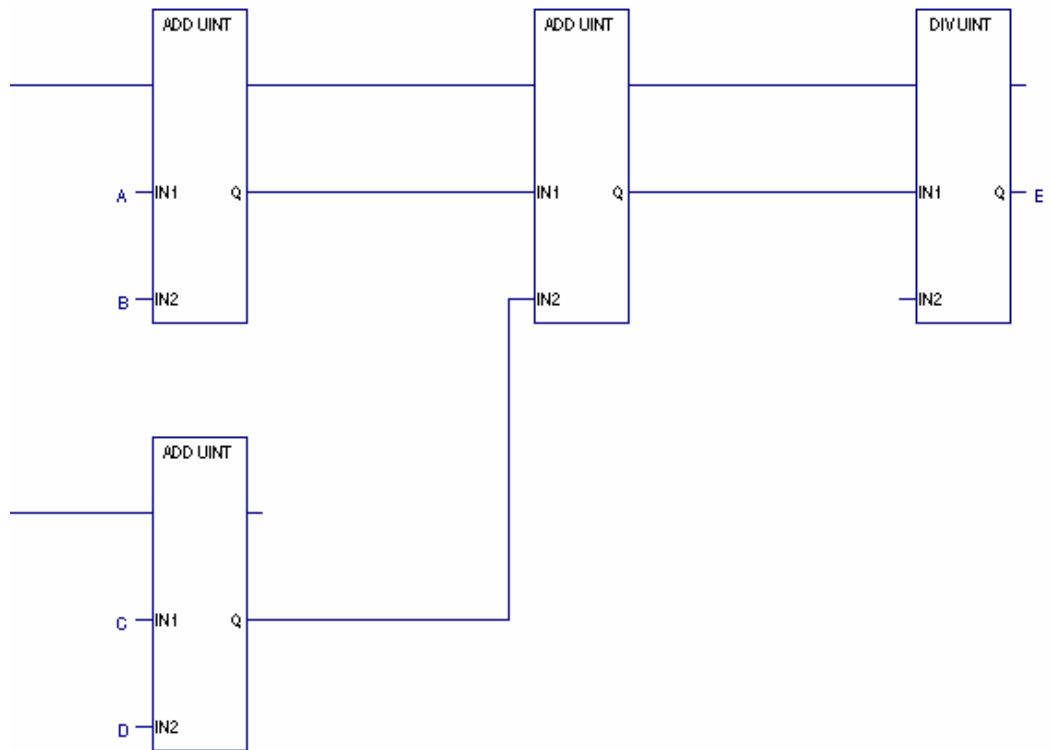 ADD UINT
ADD UINT
DIV UINT
A
IN1
Q
IN1
Q
IN1
Q
E
B
IN2
IN2
IN2
ADD UINT
C
IN1
Q
D
IN2